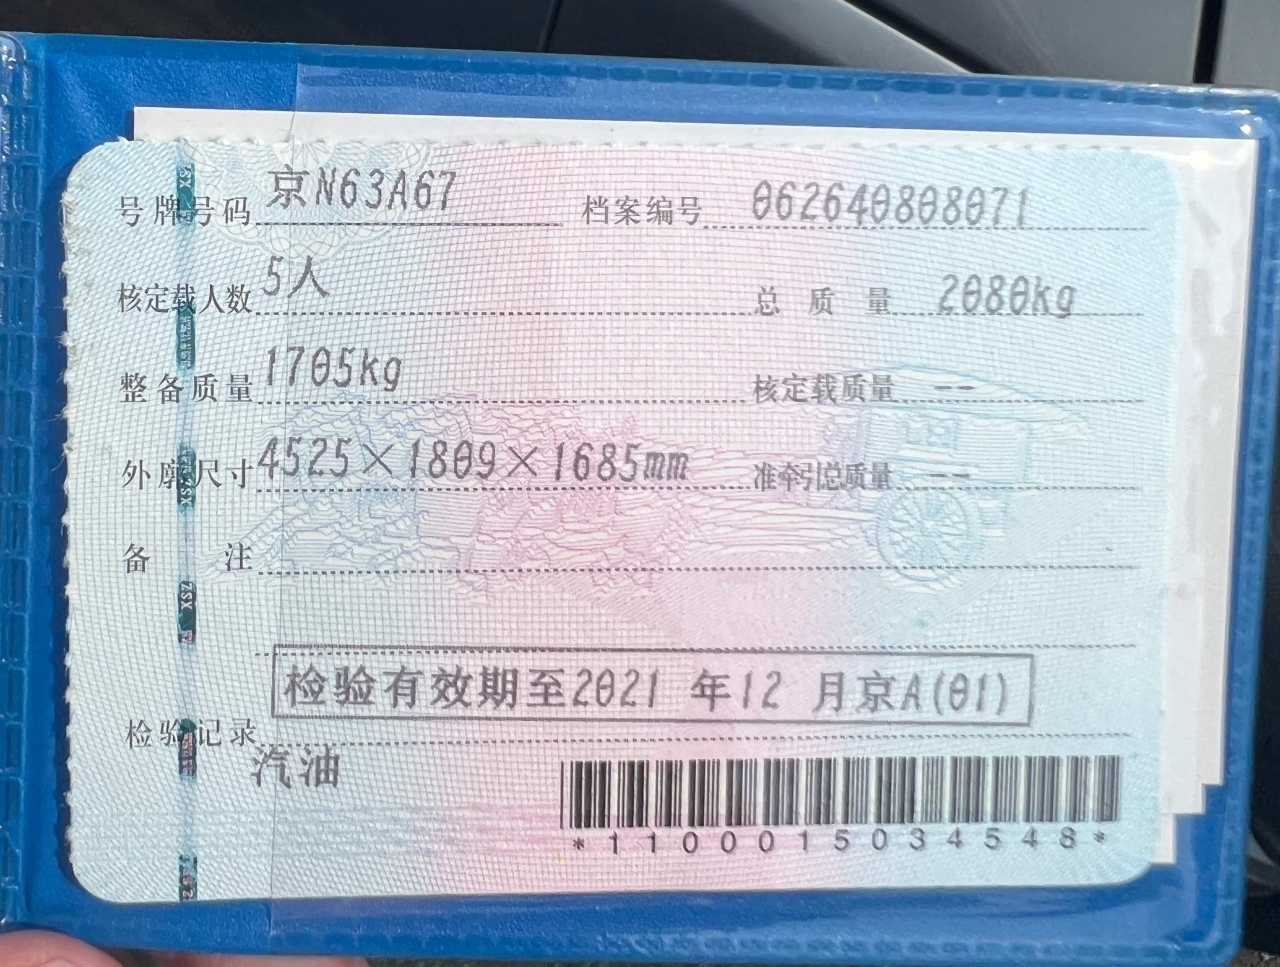 号牌号码 京N63A67 档案编号 062640808071
核定载人数 5人 总质量 2080kg
整备质量 1705kg 核定载质量 --
外廓尺寸 4525×1809×1685mm 准牵引总质量 --
备注
检验有效期至2021 年12 月京A(01)
检验记录
汽油
*1100015034548*